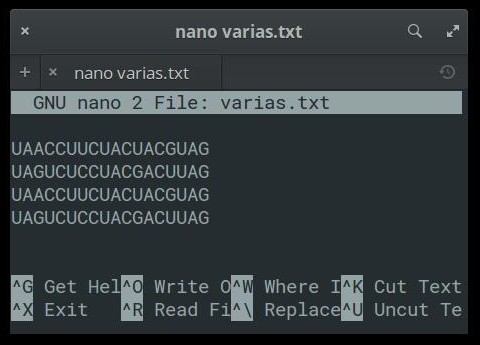 nano varias.txt
nano varias.txt
GNU nano 2 File: varias.txt
UAACCUUCUACUACGUAG
UAGUCUCCUACGACUUAG
UAACCUUCUACUACGUAG
UAGUCUCCUACGACUUAG
^G Get Hel^O Write O^W Where I^K Cut Text
^X Exit ^R Read Fi^\ Replace^U Uncut Te